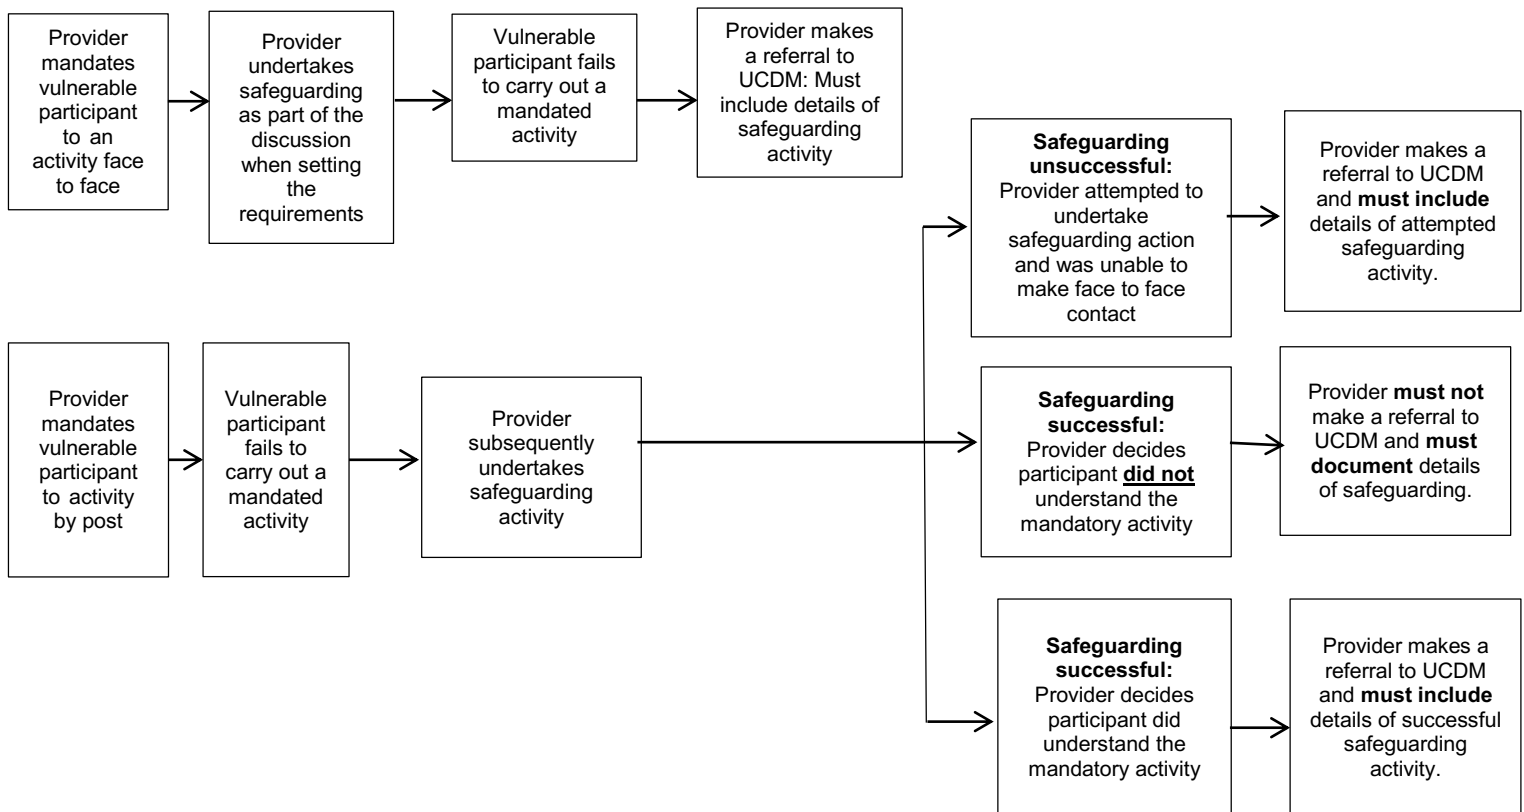 Provider
mandates
vulnerable
participant
to an
activity face
to face
Provider
undertakes
safeguarding
as part of the
discussion
when setting
the
requirements
Vulnerable
participant fails
to carry out a
mandated
activity
Provider makes
a referral to
UCDM: Must
include details of
safeguarding
activity
Provider
mandates
vulnerable
participant
to activity
by post
Vulnerable
participant
fails to
carry out a
mandated
activity
Provider
subsequently
undertakes
safeguarding
activity
Safeguarding
unsuccessful:
Provider attempted to
undertake
safeguarding action
and was unable to
make face to face
contact
Provider makes a
referral to UCDM
and must include
details of attempted
safeguarding
activity.
Safeguarding
successful:
Provider decides
participant did not
understand the
mandatory activity
Provider must not
make a referral to
UCDM and must
document details
of safeguarding.
Safeguarding
successful:
Provider decides
participant did
understand the
mandatory activity
Provider makes a
referral to UCDM
and must include
details of successful
safeguarding
activity.